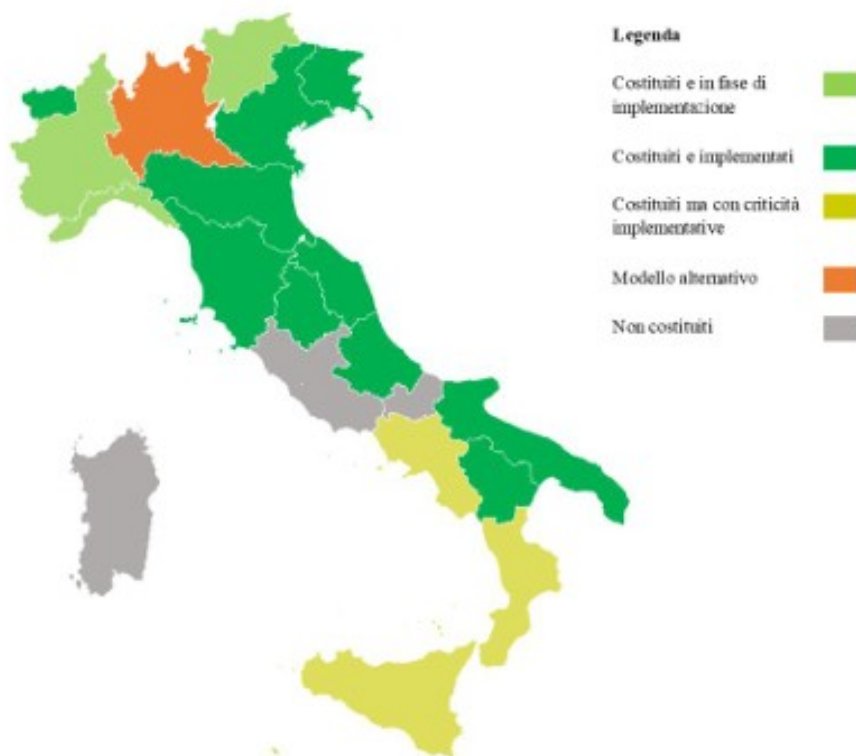 Legenda
Costituiti e in fase di
implementazione
Costituiti e implementati
Costituiti ma con criticità
implementative
Modello alternativo
Non costituiti